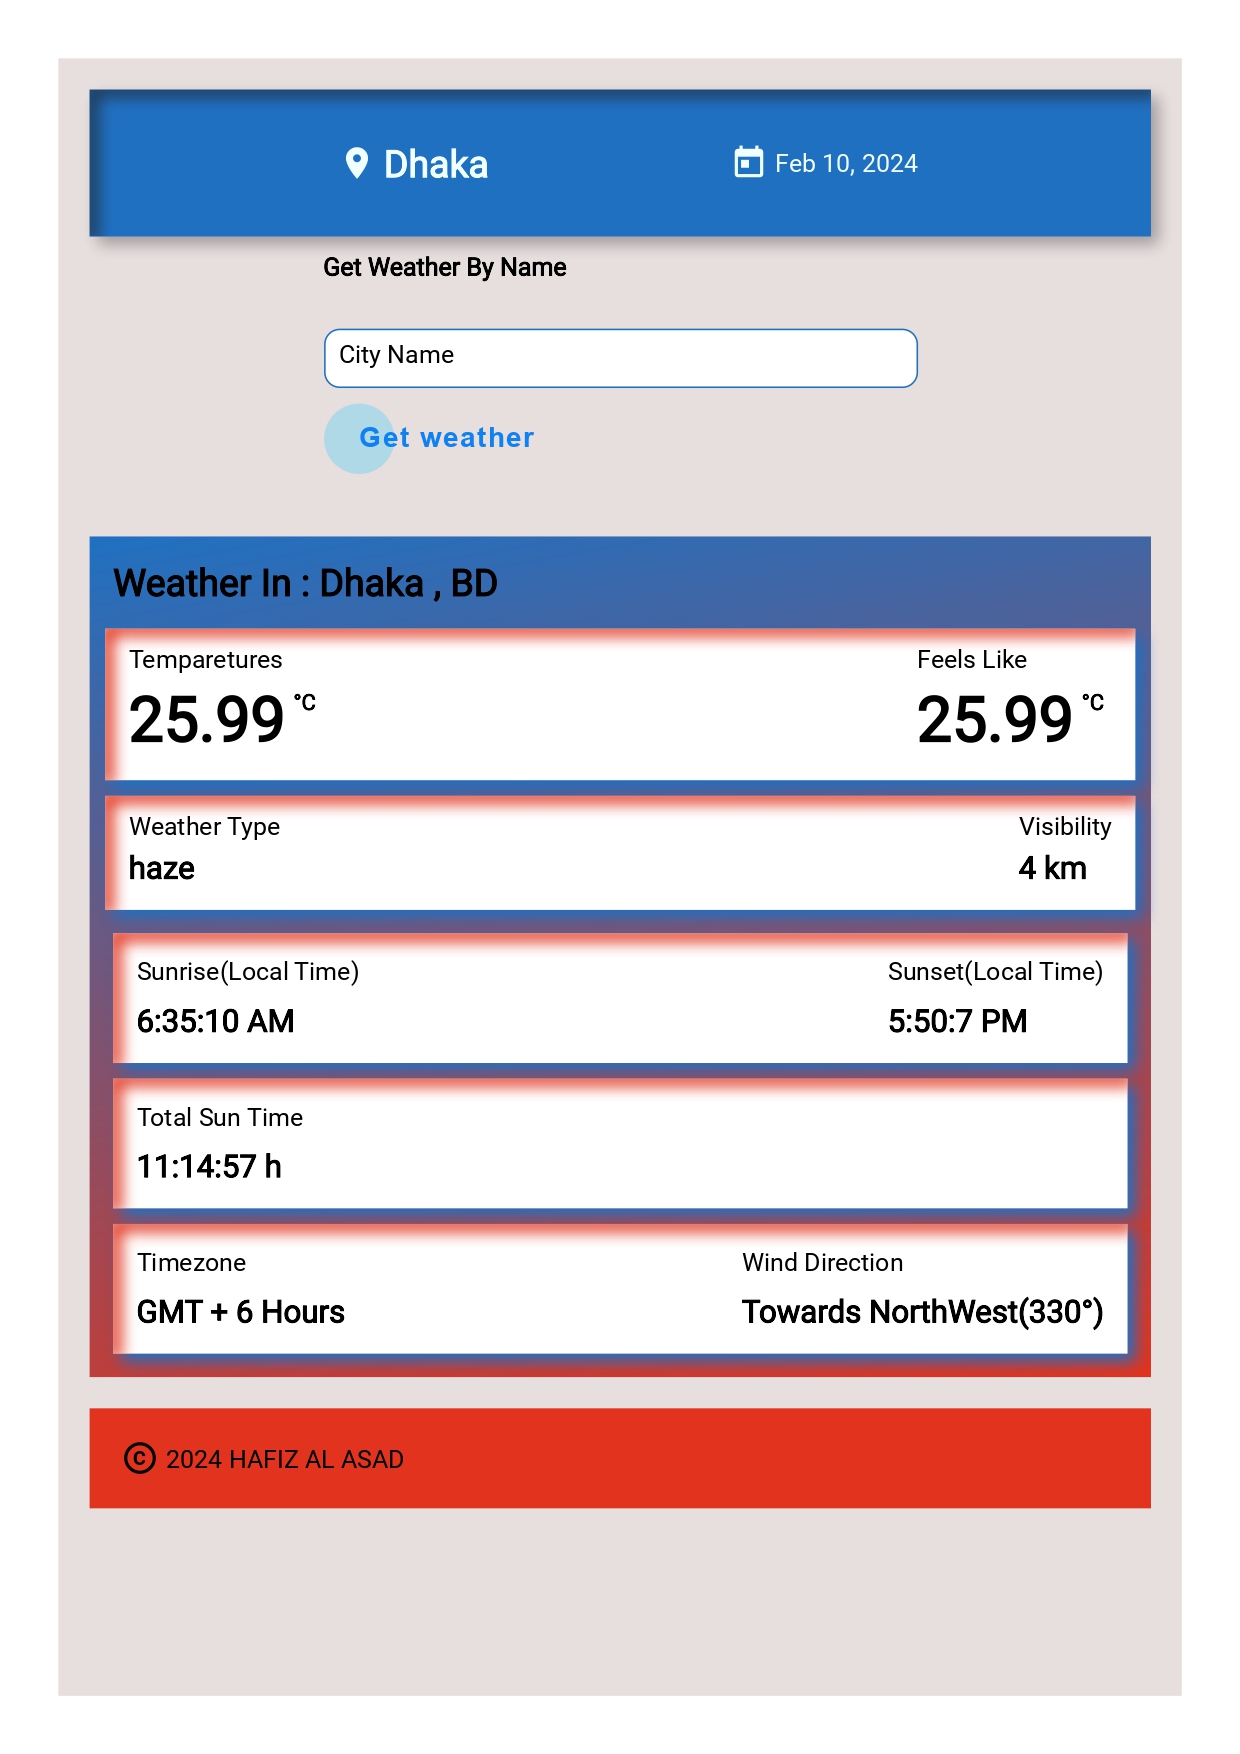 Dhaka
Feb 10, 2024
Get Weather By Name
City Name
Get weather
Weather In : Dhaka , BD
Temparetures Feels Like
25.99 °C 25.99 °C
Weather Type Visibility
haze 4 km
Sunrise(Local Time) Sunset(Local Time)
6:35:10 AM 5:50:7 PM
Total Sun Time
11:14:57 h
Timezone Wind Direction
GMT + 6 Hours Towards NorthWest(330°)
© 2024 HAFIZ AL ASAD